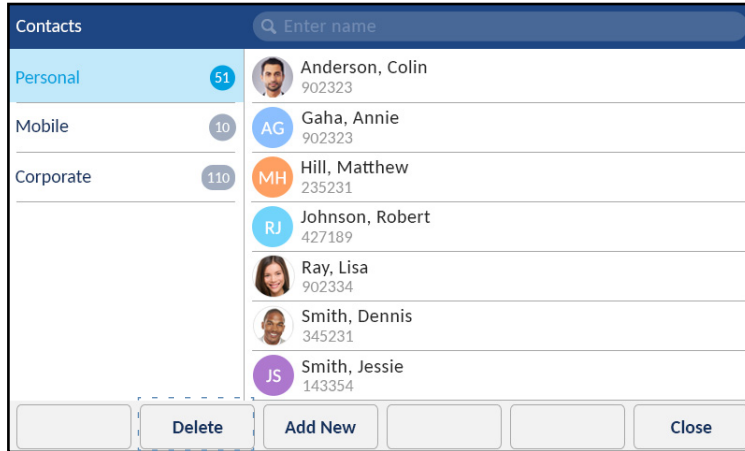 Contacts
Enter name
Personal 51
Mobile 10
Corporate 110
Anderson, Colin
902323
AG
Gaha, Annie
902323
MH
Hill, Matthew
235231
RJ
Johnson, Robert
427189
Ray, Lisa
902334
Smith, Dennis
345231
JS
Smith, Jessie
143354
Delete Add New Close